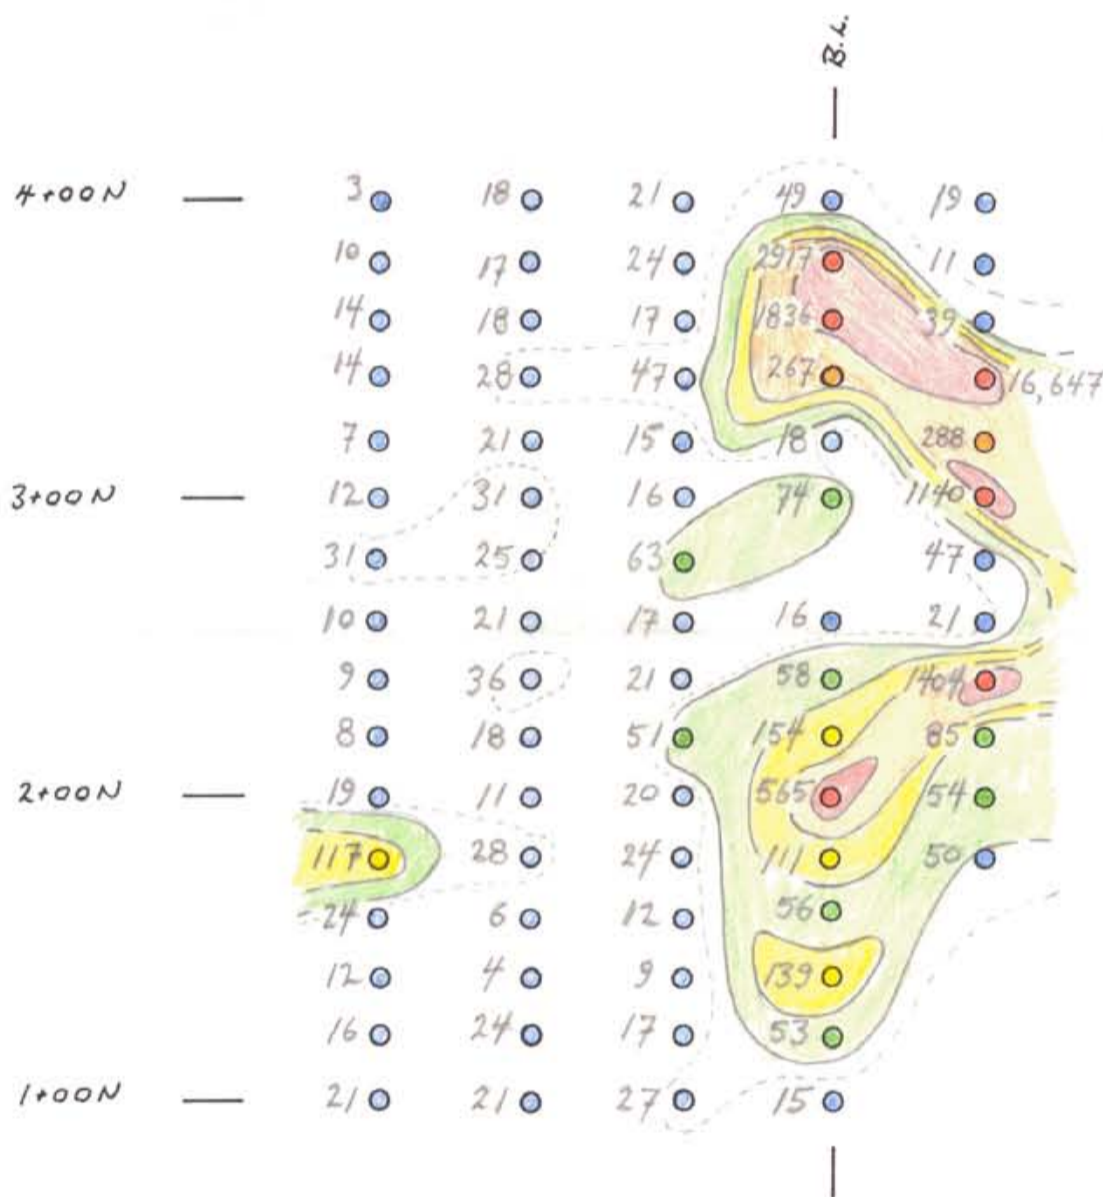 B.L.
4+00N 3 18 21 49 19
10 17 24 2917 11
14 18 17 1836 39
14 28 47 267 16,647
7 21 15 18 288
3+00N 12 31 16 74 1140
31 25 63 47
10 21 17 16 21
9 36 21 58 1404
8 18 51 154 85
2+00N 19 11 20 565 54
117 28 24 111 50
24 6 12 56
12 4 9 139
16 24 17 53
1+00N 21 21 27 15